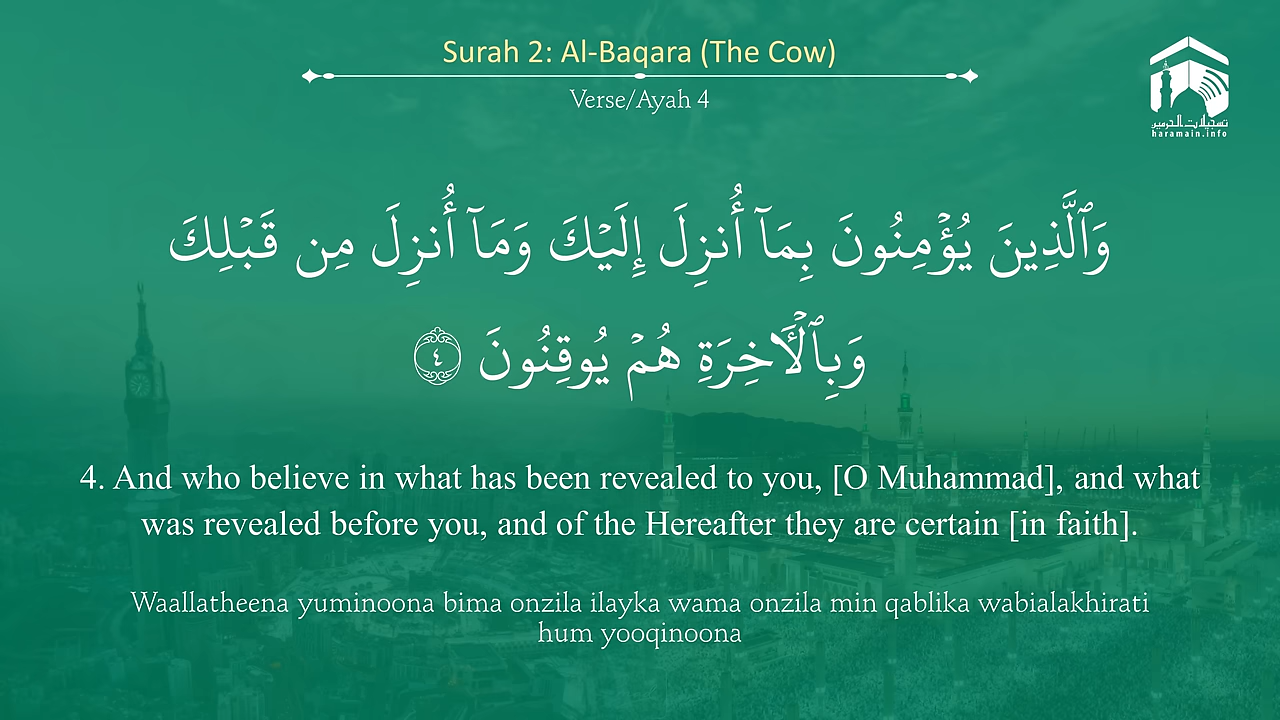 Surah 2: Al-Baqara (The Cow)
Verse/Ayah 4
تسجيلات الحرمين
haramain.info
وَٱلَّذِينَ يُؤۡمِنُونَ بِمَآ أُنزِلَ إِلَيۡكَ وَمَآ أُنزِلَ مِن قَبۡلِكَ
وَبِٱلۡأٓخِرَةِ هُمۡ يُوقِنُونَ ٤
4. And who believe in what has been revealed to you, [O Muhammad], and what
was revealed before you, and of the Hereafter they are certain [in faith].
Waallatheena yuminoona bima onzila ilayka wama onzila min qablika wabialakhirati
hum yooqinoona